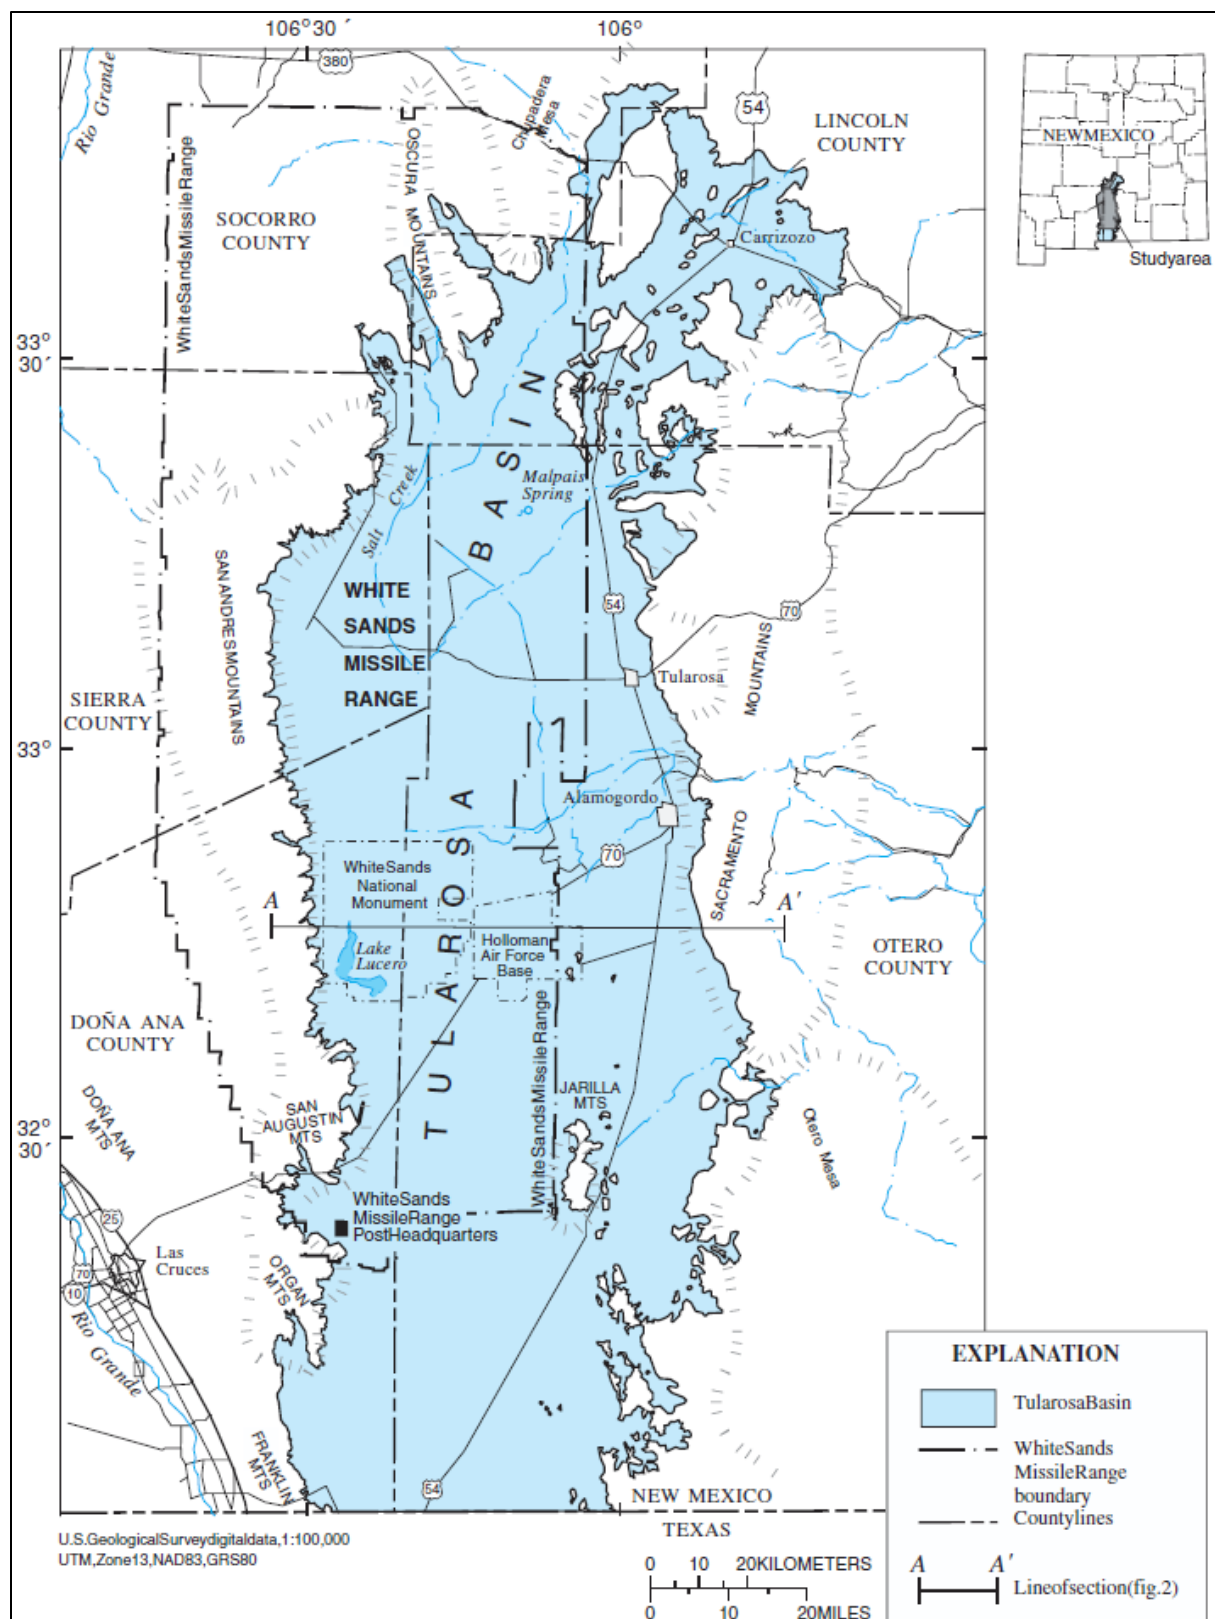 106°30´
106°
380
54
Rio Grande
Chupadera
Mesa
LINCOLN
COUNTY
NEWMEXICO
Studyarea
WhiteSandsMissileRange
OSCURA MOUNTAINS
SOCORRO
COUNTY
Carrizozo
33°
30´
Malpais
Spring
Salt Creek
TULAROSA BASIN
WHITE
SANDS
MISSILE
RANGE
54
70
SAN ANDRES MOUNTAINS
Tularosa
SACRAMENTO MOUNTAINS
SIERRA
COUNTY
33°
Alamogordo
70
WhiteSands
National
Monument
A
A′
Lake
Lucero
Holloman
Air Force
Base
OTERO
COUNTY
DOÑA ANA
COUNTY
WhiteSandsMissileRange
JARILLA
MTS
DOÑA ANA
MTS
SAN
AUGUSTIN
MTS
Otero Mesa
32°
30´
WhiteSands
MissileRange
PostHeadquarters
25
Las
Cruces
70
10
ORGAN
MTS
Rio Grande
FRANKLIN
MTS
54
NEW MEXICO
TEXAS
EXPLANATION
TularosaBasin
WhiteSands
MissileRange
boundary
Countylines
A
A′
Lineofsection(fig.2)
U.S.GeologicalSurveydigitaldata,1:100,000
UTM,Zone13,NAD83,GRS80
0 10 20KILOMETERS
0 10 20MILES